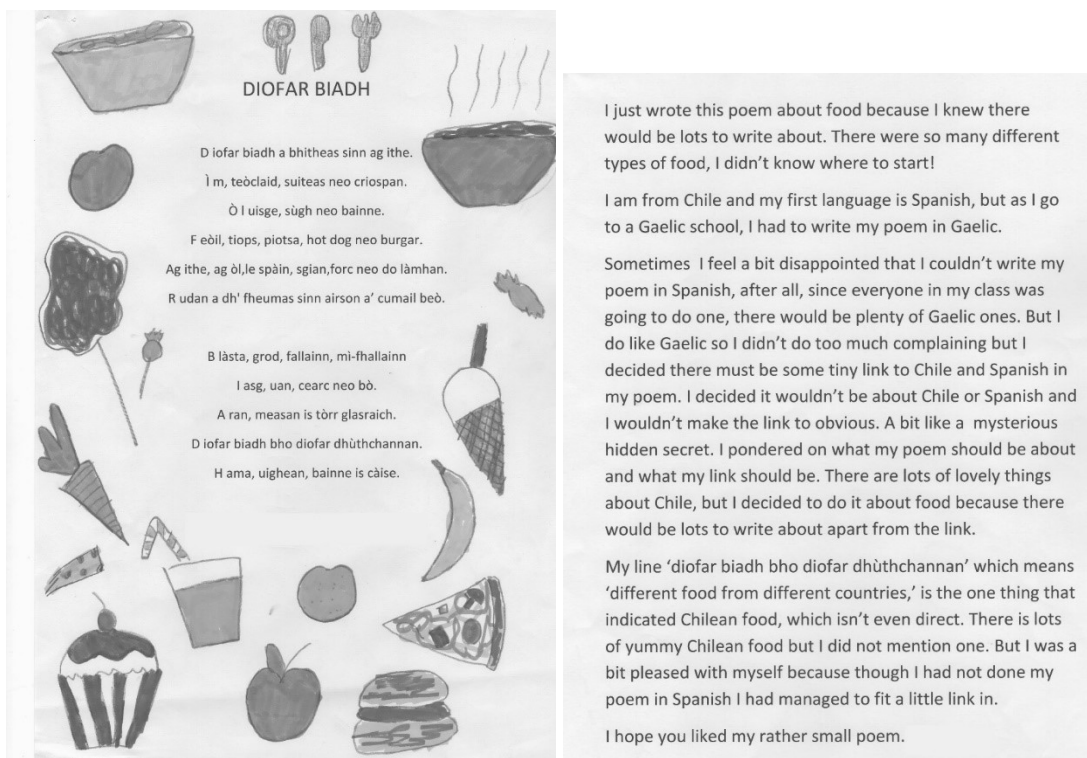 DIOFAR BIADH
D iofar biadh a bhitheas sinn ag ithe.
Ì m, teòclaid, suiteas neo criospan.
Ò l uisge, sùgh neo bainne.
F eòil, tiops, piotsa, hot dog neo burgar.
Ag ithe, ag òl,le spàin, sgian,forc neo do làmhan.
R udan a dh' fheumas sinn airson a’ cumail beò.
B làsta, grod, fallainn, mì-fhallainn
I asg, uan, cearc neo bò.
A ran, measan is tòrr glasraich.
D iofar biadh bho diofar dhùthchannan.
H ama, uighean, bainne is càise.
I just wrote this poem about food because I knew there
would be lots to write about. There were so many different
types of food, I didn’t know where to start!
I am from Chile and my first language is Spanish, but as I go
to a Gaelic school, I had to write my poem in Gaelic.
Sometimes I feel a bit disappointed that I couldn’t write my
poem in Spanish, after all, since everyone in my class was
going to do one, there would be plenty of Gaelic ones. But I
do like Gaelic so I didn’t do too much complaining but I
decided there must be some tiny link to Chile and Spanish in
my poem. I decided it wouldn’t be about Chile or Spanish and
I wouldn’t make the link to obvious. A bit like a mysterious
hidden secret. I pondered on what my poem should be about
and what my link should be. There are lots of lovely things
about Chile, but I decided to do it about food because there
would be lots to write about apart from the link.
My line ‘diofar biadh bho diofar dhùthchannan’ which means
‘different food from different countries,’ is the one thing that
indicated Chilean food, which isn’t even direct. There is lots
of yummy Chilean food but I did not mention one. But I was a
bit pleased with myself because though I had not done my
poem in Spanish I had managed to fit a little link in.
I hope you liked my rather small poem.